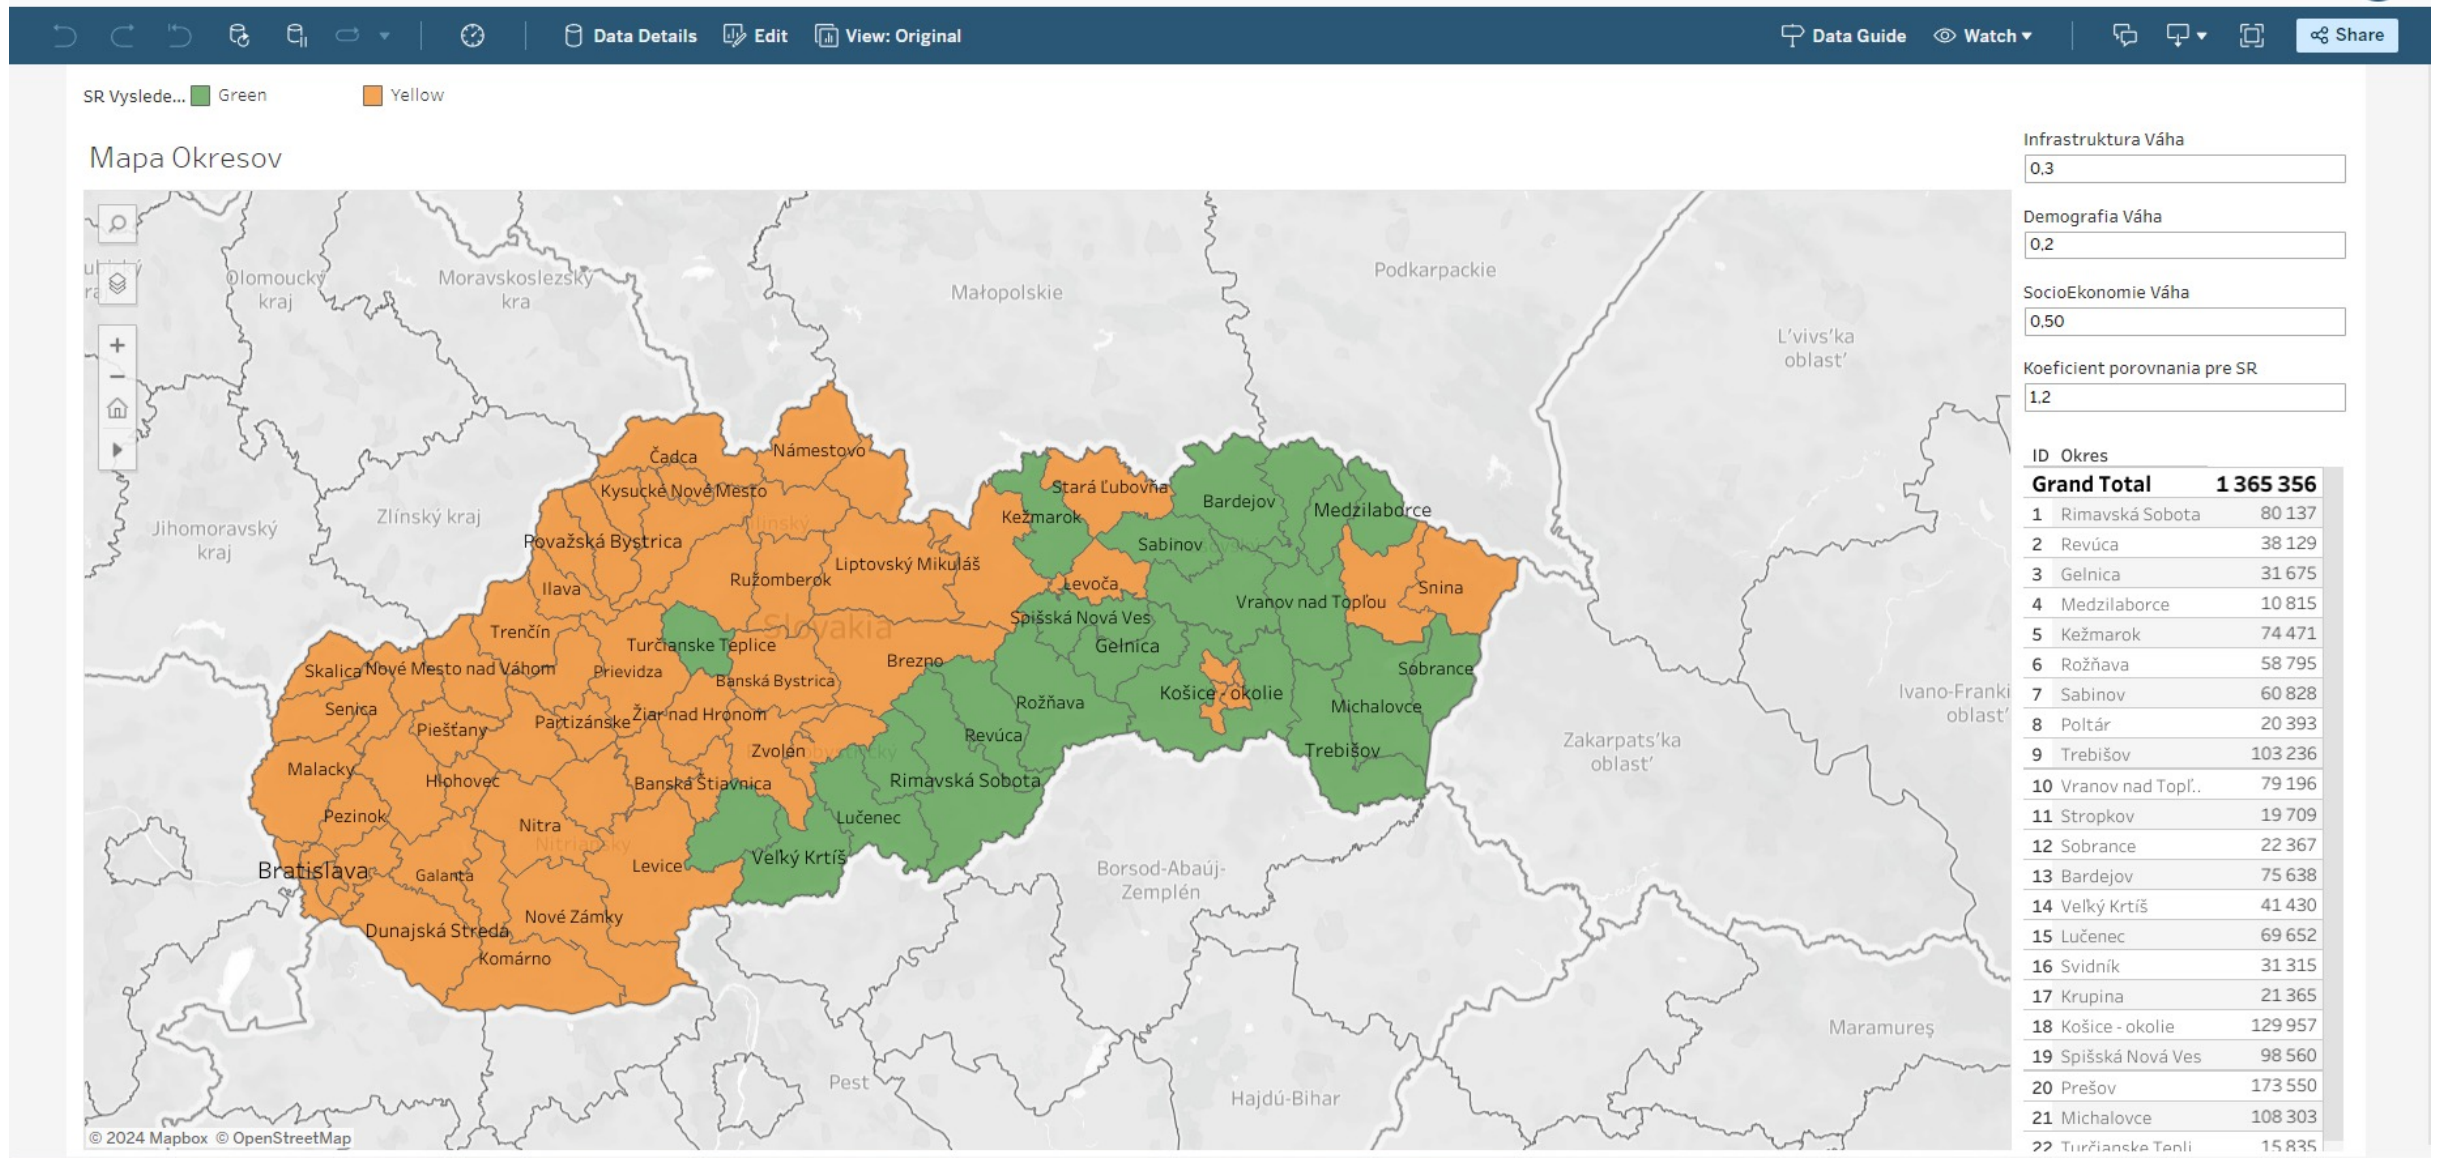 Data Details
Edit
View: Original
Data Guide
Watch
Share
SR Vyslede...
Green
Yellow
Mapa Okresov
Infrastruktura Váha
0,3
Demografia Váha
0,2
SocioEkonomie Váha
0,50
Koeficient porovnania pre SR
1,2
ID Okres
Grand Total 1 365 356
1 Rimavská Sobota 80 137
2 Revúca 38 129
3 Gelnica 31 675
4 Medzilaborce 10 815
5 Kežmarok 74 471
6 Rožňava 58 795
7 Sabinov 60 828
8 Poltár 20 393
9 Trebišov 103 236
10 Vranov nad Topľ.. 79 196
11 Stropkov 19 709
12 Sobrance 22 367
13 Bardejov 75 638
14 Veľký Krtíš 41 430
15 Lučenec 69 652
16 Svidník 31 315
17 Krupina 21 365
18 Košice - okolie 129 957
19 Spišská Nová Ves 98 560
20 Prešov 173 550
21 Michalovce 108 303
22 Turčianske Tepli 15 835
Olomoucký
kraj
Moravskoslezský
kra
Małopolskie
Podkarpackie
L'vivs'ka
oblast'
Jihomoravský
kraj
Zlínský kraj
Čadca
Námestovo
Kysucké Nové Mesto
Považská Bystrica
Ilava
Ružomberok
Liptovský Mikuláš
Kežmarok
Stará Ľubovňa
Bardejov
Medzilaborce
Sabinov
Levoča
Snina
Vranov nad Topľou
Spišská Nová Ves
Slovakia
Trenčín
Turčianske Teplice
Gelnica
Skalica
Nové Mesto nad Váhom
Prievidza
Brezno
Banská Bystrica
Sobrance
Košice - okolie
Rožňava
Michalovce
Senica
Piešťany
Partizánske
Žiar nad Hronom
Revúca
Zvolen
Trebišov
Malacky
Hlohovec
Banská Štiavnica
Rimavská Sobota
Pezinok
Nitra
Lučenec
Nitriansky
Bratislava
Galanta
Levice
Veľký Krtíš
Dunajská Streda
Nové Zámky
Komárno
Ivano-Franki
oblast'
Zakarpats'ka
oblast'
Borsod-Abaúj-
Zemplén
Maramureș
Pest
Hajdú-Bihar
© 2024 Mapbox © OpenStreetMap